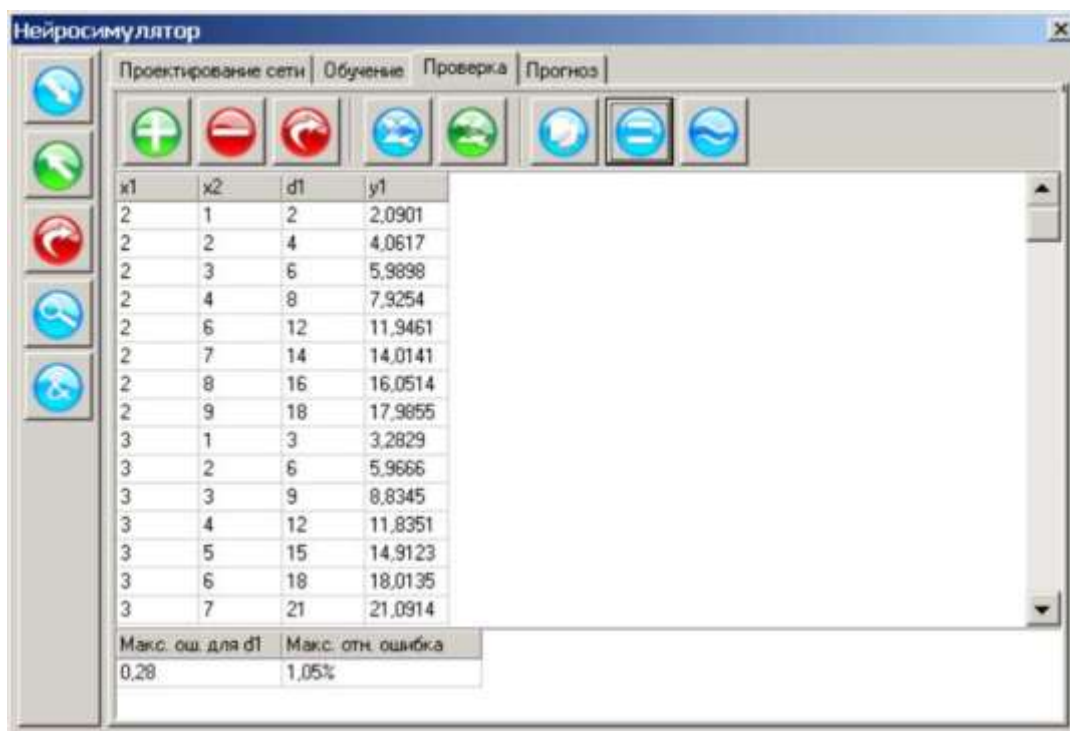 Нейросимулятор
Проектирование сети Обучение Проверка Прогноз
x1 x2 d1 y1
2 1 2 2,0901
2 2 4 4,0617
2 3 6 5,9898
2 4 8 7,9254
2 6 12 11,9461
2 7 14 14,0141
2 8 16 16,0514
2 9 18 17,9855
3 1 3 3,2829
3 2 6 5,9666
3 3 9 8,8345
3 4 12 11,8351
3 5 15 14,9123
3 6 18 18,0135
3 7 21 21,0914
Макс. ош. для d1 Макс. отн. ошибка
0,28 1,05%